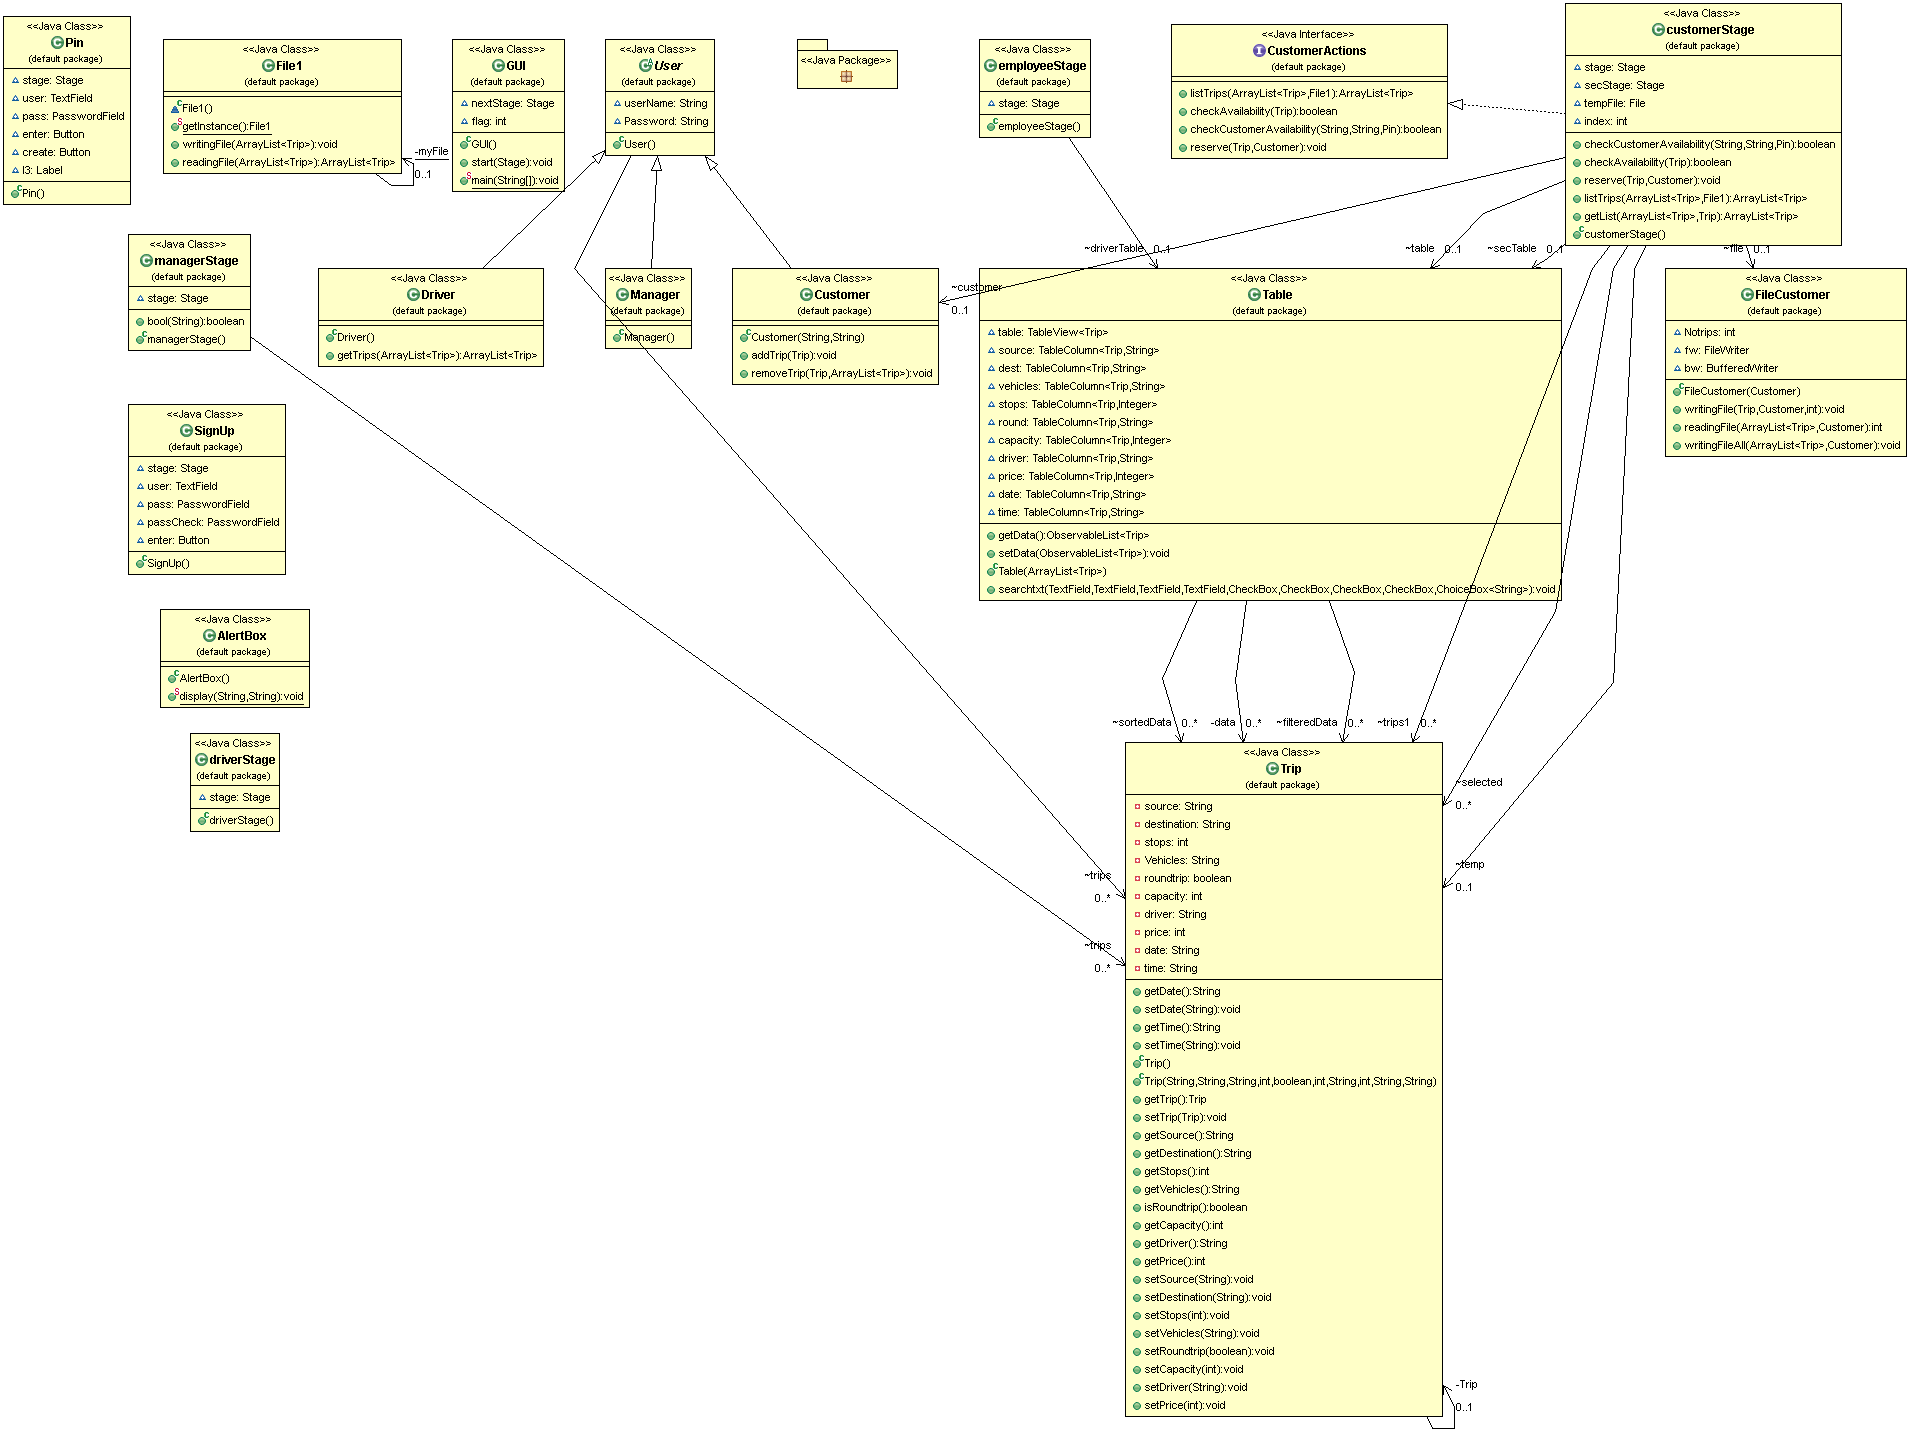 <<Java Class>>
Pin
(default package)
stage: Stage
user: TextField
pass: PasswordField
enter: Button
create: Button
l3: Label
Pin()
<<Java Class>>
File1
(default package)
File1()
getInstance():File1
writingFile(ArrayList<Trip>):void
readingFile(ArrayList<Trip>):ArrayList<Trip>
-myFile
0..1
<<Java Class>>
GUI
(default package)
nextStage: Stage
flag: int
GUI()
start(Stage):void
main(String[]):void
<<Java Class>>
User
(default package)
userName: String
Password: String
User()
<<Java Package>>
<<Java Class>>
employeeStage
(default package)
stage: Stage
employeeStage()
<<Java Interface>>
CustomerActions
(default package)
listTrips(ArrayList<Trip>,File1):ArrayList<Trip>
checkAvailability(Trip):boolean
checkCustomerAvailability(String,String,Pin):boolean
reserve(Trip,Customer):void
<<Java Class>>
customerStage
(default package)
stage: Stage
secStage: Stage
tempFile: File
index: int
checkCustomerAvailability(String,String,Pin):boolean
checkAvailability(Trip):boolean
reserve(Trip,Customer):void
listTrips(ArrayList<Trip>,File1):ArrayList<Trip>
getList(ArrayList<Trip>,Trip):ArrayList<Trip>
customerStage()
<<Java Class>>
managerStage
(default package)
stage: Stage
bool(String):boolean
managerStage()
<<Java Class>>
Driver
(default package)
Driver()
getTrips(ArrayList<Trip>):ArrayList<Trip>
<<Java Class>>
Manager
(default package)
Manager()
<<Java Class>>
Customer
(default package)
Customer(String,String)
addTrip(Trip):void
removeTrip(Trip,ArrayList<Trip>):void
~customer
0..1
~driverTable
0..1
~table
0..1
~secTable
0..1
~file
0..1
<<Java Class>>
Table
(default package)
table: TableView<Trip>
source: TableColumn<Trip,String>
dest: TableColumn<Trip,String>
vehicles: TableColumn<Trip,String>
stops: TableColumn<Trip,Integer>
round: TableColumn<Trip,String>
capacity: TableColumn<Trip,Integer>
driver: TableColumn<Trip,String>
price: TableColumn<Trip,Integer>
date: TableColumn<Trip,String>
time: TableColumn<Trip,String>
getData():ObservableList<Trip>
setData(ObservableList<Trip>):void
Table(ArrayList<Trip>)
searchtxt(TextField,TextField,TextField,TextField,CheckBox,CheckBox,CheckBox,CheckBox,ChoiceBox<String>):void
<<Java Class>>
FileCustomer
(default package)
Notrips: int
fw: FileWriter
bw: BufferedWriter
FileCustomer(Customer)
writingFile(Trip,Customer,int):void
readingFile(ArrayList<Trip>,Customer):int
writingFileAll(ArrayList<Trip>,Customer):void
<<Java Class>>
SignUp
(default package)
stage: Stage
user: TextField
pass: PasswordField
passCheck: PasswordField
enter: Button
SignUp()
<<Java Class>>
AlertBox
(default package)
AlertBox()
display(String,String):void
<<Java Class>>
driverStage
(default package)
stage: Stage
driverStage()
~sortedData
0..*
-data
0..*
~filteredData
0..*
~trips1
0..*
~selected
0..*
~temp
0..1
~trips
0..*
~trips
0..*
<<Java Class>>
Trip
(default package)
source: String
destination: String
stops: int
Vehicles: String
roundtrip: boolean
capacity: int
driver: String
price: int
date: String
time: String
getDate():String
setDate(String):void
getTime():String
setTime(String):void
Trip()
Trip(String,String,String,int,boolean,int,String,int,String,String)
getTrip():Trip
setTrip(Trip):void
getSource():String
getDestination():String
getStops():int
getVehicles():String
isRoundtrip():boolean
getCapacity():int
getDriver():String
getPrice():int
setSource(String):void
setDestination(String):void
setStops(int):void
setVehicles(String):void
setRoundtrip(boolean):void
setCapacity(int):void
setDriver(String):void
setPrice(int):void
-Trip
0..1